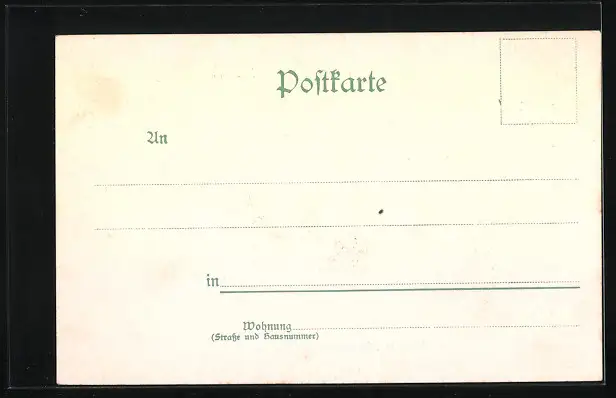 Poſtkarte
An
in
Wohnung
(Straße und Hausnummer)